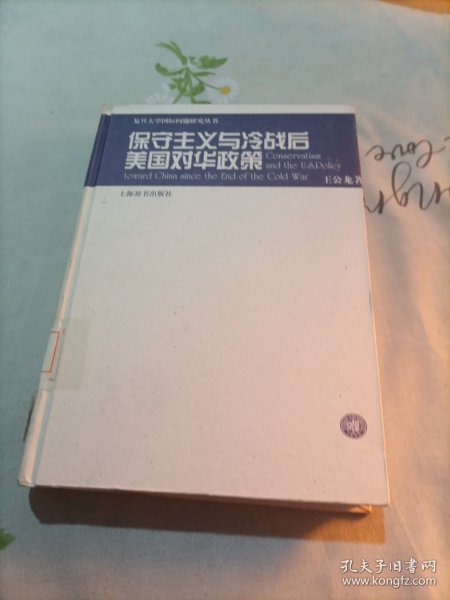 复旦大学国际问题研究丛书
保守主义与冷战后
美国对华政策
Conservatism
and the U.S.Policy
toward China since the End of the Cold War
王公龙著
上海辞书出版社
孔夫子旧书网
www.kongfz.com